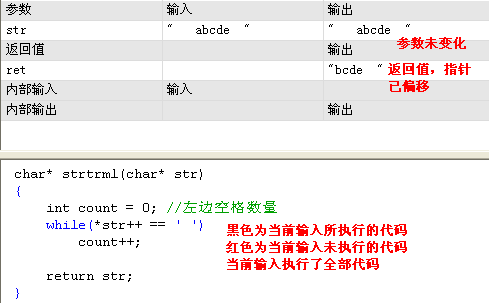 参数 输入 输出
str "   abcde  " "   abcde  "
参数未变化
返回值 输出
ret "bcde  "
返回值，指针
已偏移
内部输入 输入
内部输出 输出
char* strtrml(char* str)
{
    int count = 0; //左边空格数量
    while(*str++ == ' ')
        count++;
    return str;
}
黑色为当前输入所执行的代码
红色为当前输入未执行的代码
当前输入执行了全部代码